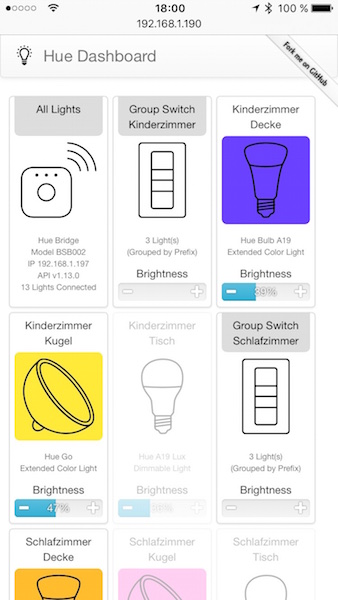 18:00
100 %
192.168.1.190
Hue Dashboard
Fork me on GitHub
All Lights
Hue Bridge
Model BSB002
IP 192.168.1.197
API v1.13.0
13 Lights Connected
Group Switch
Kinderzimmer
3 Light(s)
(Grouped by Prefix)
Brightness
Kinderzimmer
Decke
Hue Bulb A19
Extended Color Light
Brightness
39%
Kinderzimmer
Kugel
Hue Go
Extended Color Light
Brightness
47%
Kinderzimmer
Tisch
Hue A19 Lux
Dimmable Light
Brightness
Group Switch
Schlafzimmer
3 Light(s)
(Grouped by Prefix)
Brightness
Schlafzimmer
Decke
Schlafzimmer
Kugel
Schlafzimmer
Tisch